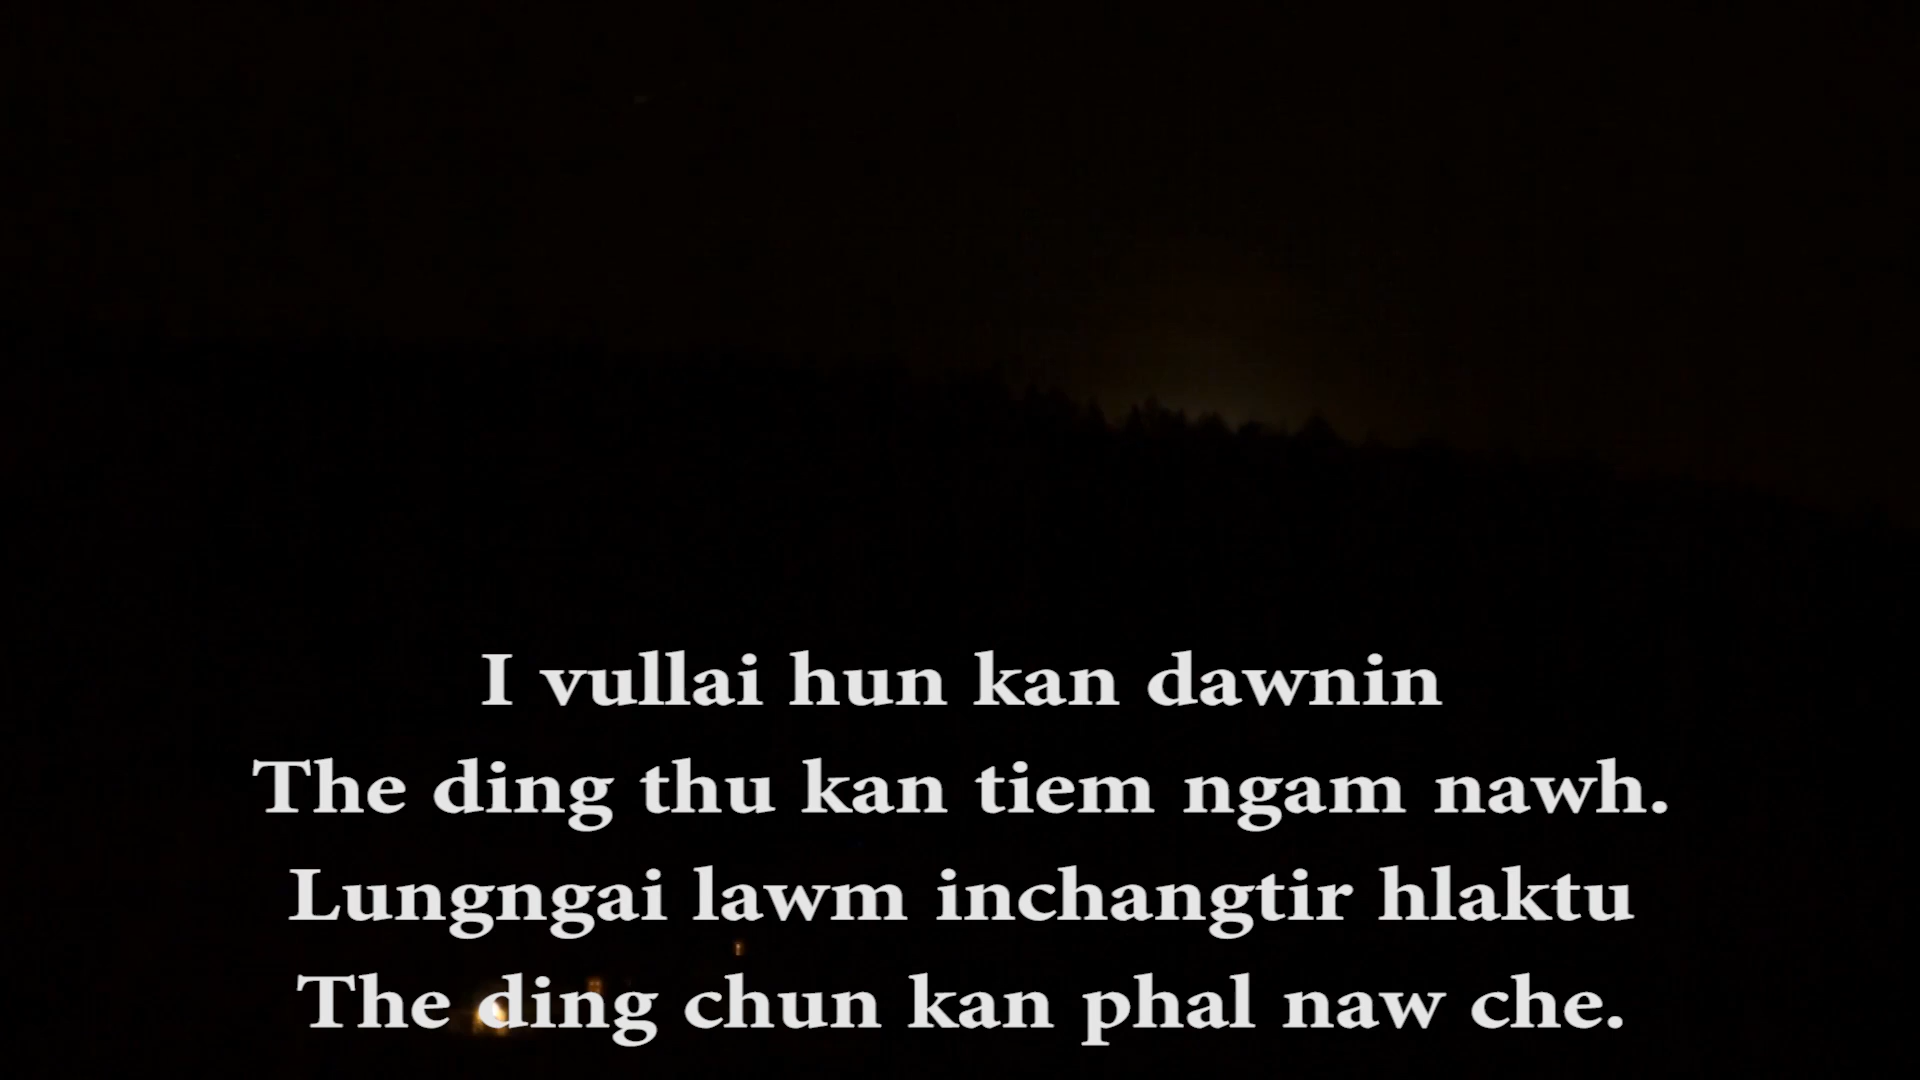 I vullai hun kan dawnin
The ding thu kan tiem ngam nawh.
Lungngai lawm inchangtir hlaktu
The ding chun kan phal naw che.